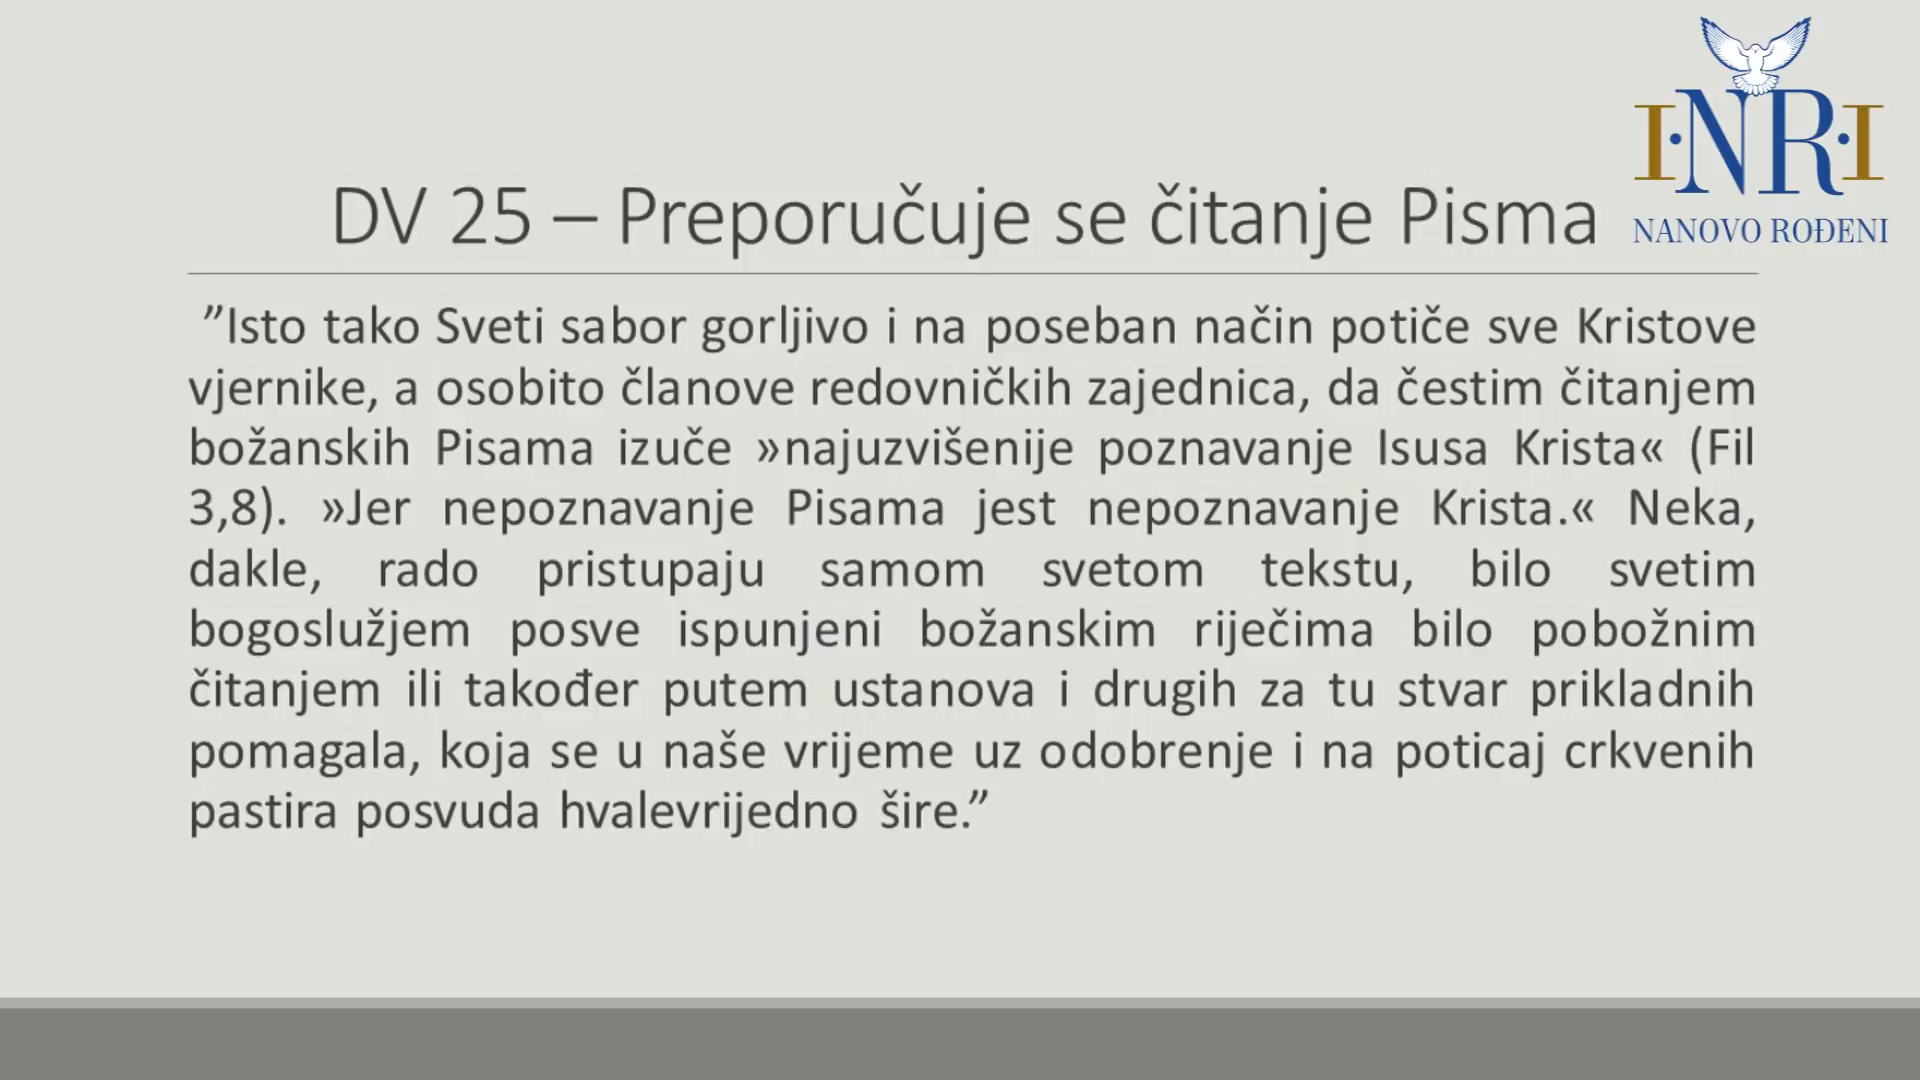 I·NR·I
NANOVO ROĐENI
DV 25 – Preporučuje se čitanje Pisma
”Isto tako Sveti sabor gorljivo i na poseban način potiče sve Kristove
vjernike, a osobito članove redovničkih zajednica, da čestim čitanjem
božanskih Pisama izuče »najuzvišenije poznavanje Isusa Krista« (Fil
3,8). »Jer nepoznavanje Pisama jest nepoznavanje Krista.« Neka,
dakle, rado pristupaju samom svetom tekstu, bilo svetim
bogoslužjem posve ispunjeni božanskim riječima bilo pobožnim
čitanjem ili također putem ustanova i drugih za tu stvar prikladnih
pomagala, koja se u naše vrijeme uz odobrenje i na poticaj crkvenih
pastira posvuda hvalevrijedno šire.”